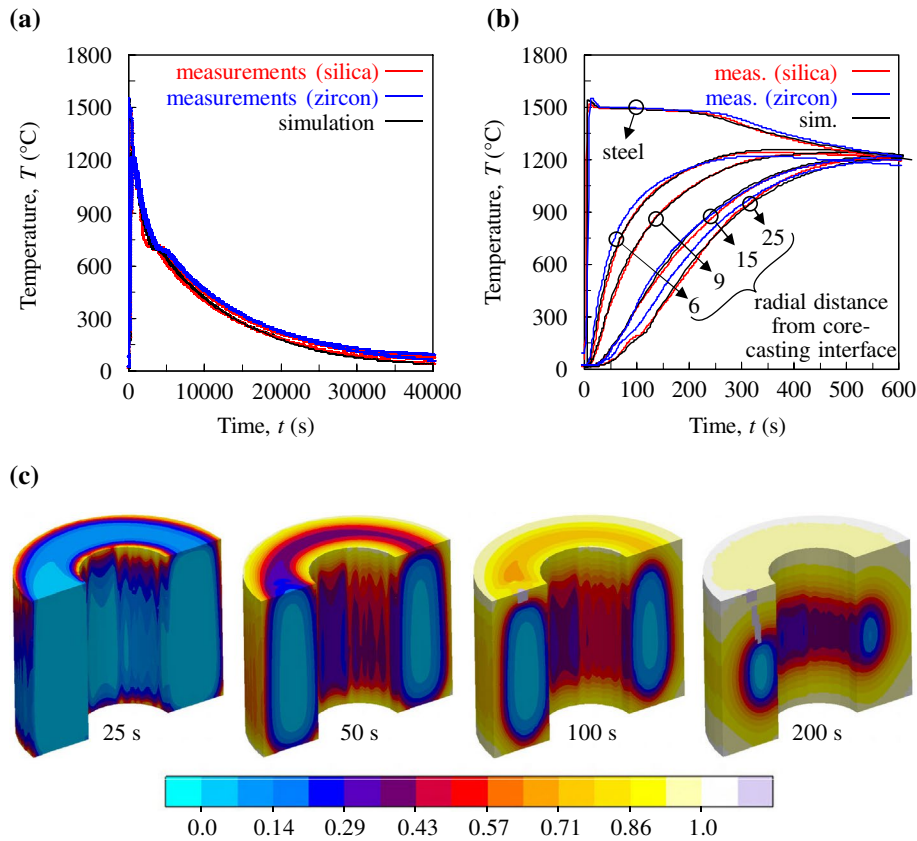 (a)
1800
1500
1200
900
600
300
0
Temperature, T (°C)
measurements (silica)
measurements (zircon)
simulation
0 10000 20000 30000 40000
Time, t (s)
(b)
1800
1500
1200
900
600
300
0
Temperature, T (°C)
meas. (silica)
meas. (zircon)
sim.
steel
25
15
9
6
radial distance
from core-
casting interface
0 100 200 300 400 500 600
Time, t (s)
(c)
25 s 50 s 100 s 200 s
0.0 0.14 0.29 0.43 0.57 0.71 0.86 1.0